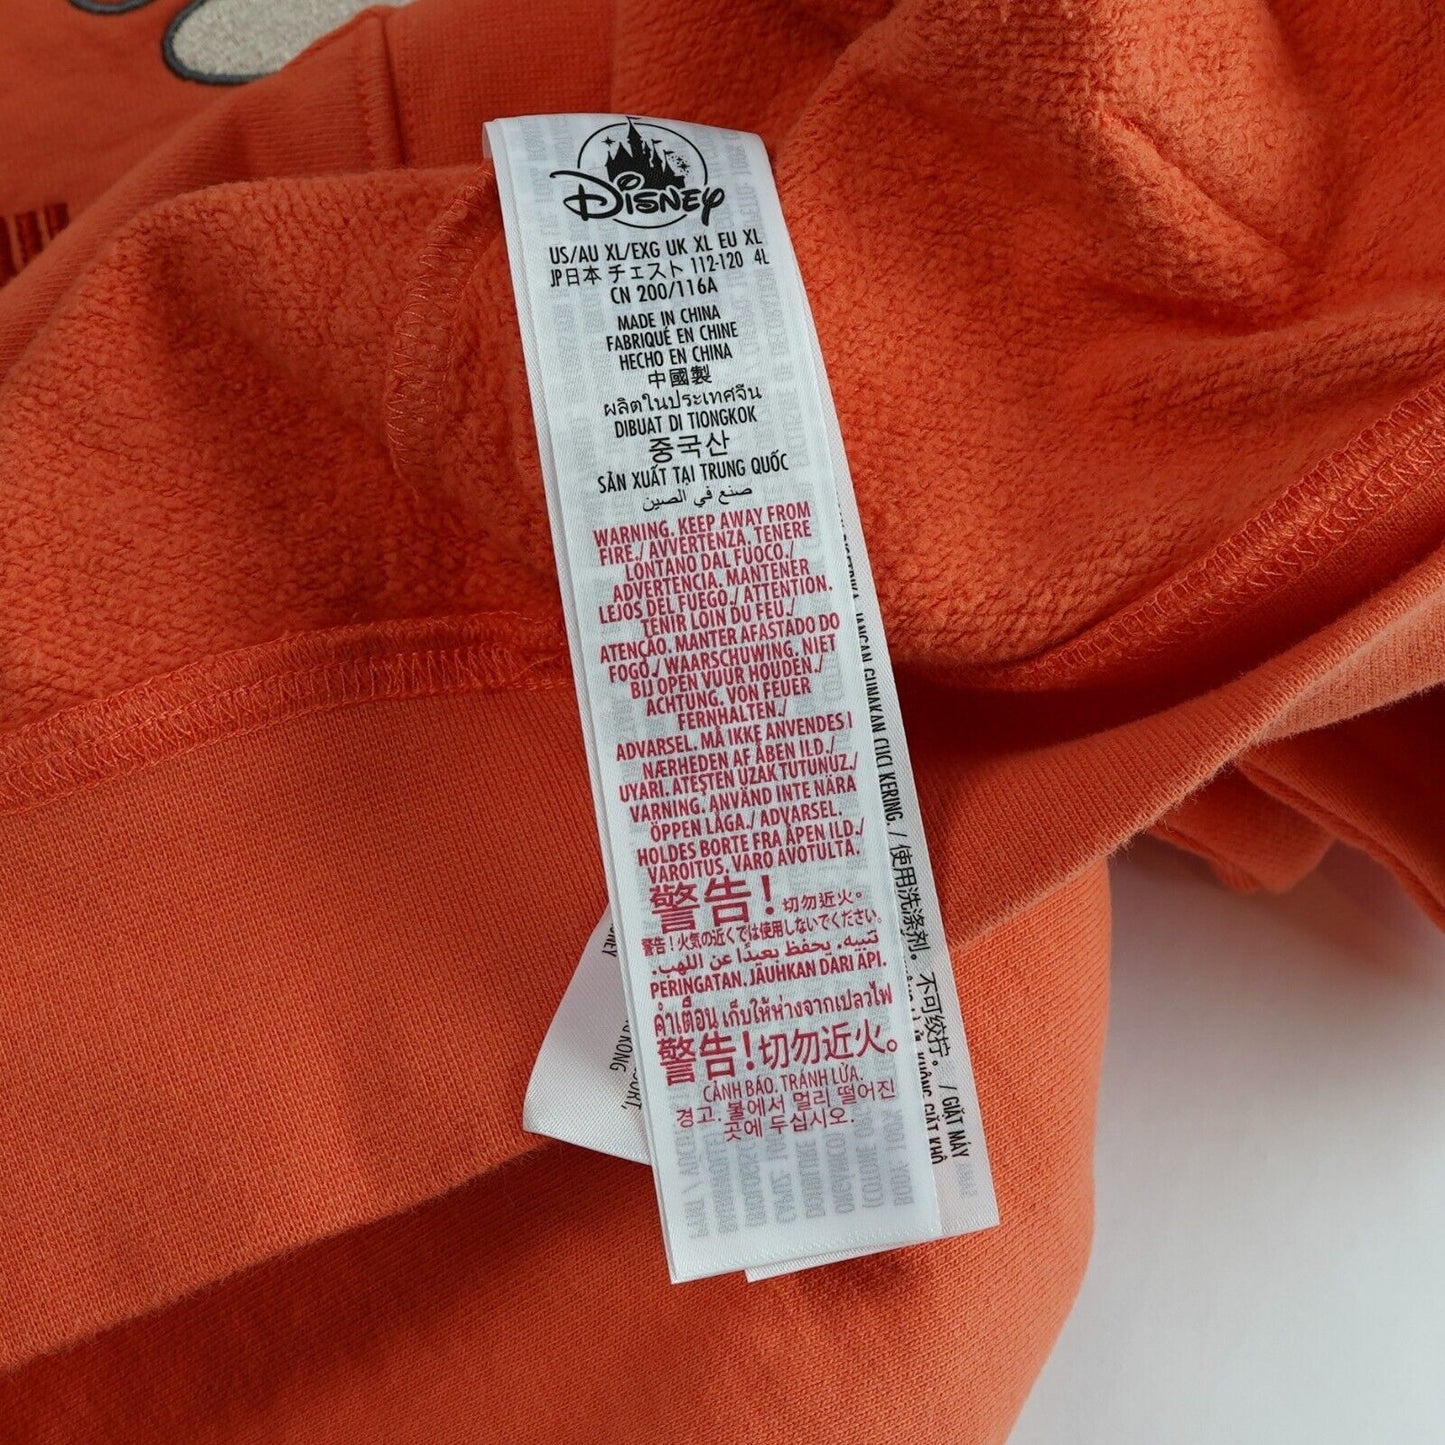 Disney
US/AU XL/EXG UK XL EU XL
JP日本 チェスト 112-120 4L
CN 200/116A
MADE IN CHINA
FABRIQUÉ EN CHINE
HECHO EN CHINA
中國製
ผลิตในประเทศจีน
DIBUAT DI TIONGKOK
중국산
SẢN XUẤT TẠI TRUNG QUỐC
صنع في الصين
WARNING. KEEP AWAY FROM
FIRE./ AVVERTENZA. TENERE
LONTANO DAL FUOCO./
ADVERTENCIA. MANTENER
LEJOS DEL FUEGO./ ATTENTION.
TENIR LOIN DU FEU./
ATENCÃO. MANTER AFASTADO DO
FOGO./ WAARSCHUWING. NIET
BIJ OPEN VUUR HOUDEN./
ACHTUNG. VON FEUER
FERNHALTEN./
ADVARSEL. MÅ IKKE ANVENDES I
NÆRHEDEN AF ÅBEN ILD./
UYARI. ATEŞTEN UZAK TUTUNUZ./
VARNING. ANVÄND INTE NÄRA
ÖPPEN LÅGA./ ADVARSEL.
HOLDES BORTE FRA ÅPEN ILD./
VAROITUS. VARO AVOTULTA.
警告！切勿近火。
警告！火気の近くでは使用しないでください。
تنبيه. يحفظ بعيدًا عن اللهب.
PERINGATAN. JAUHKAN DARI API.
คำเตือน เก็บให้ห่างจากเปลวไฟ
警告！切勿近火。
CẢNH BÁO. TRÁNH LỬA.
경고. 불에서 멀리 떨어진
곳에 두십시오.
JANGAN GUNAKAN CUCI KERING. / 使用洗涤剂。不可绞拧。 / GIẶT MÁY
KHÔNG GIẶT KHÔ